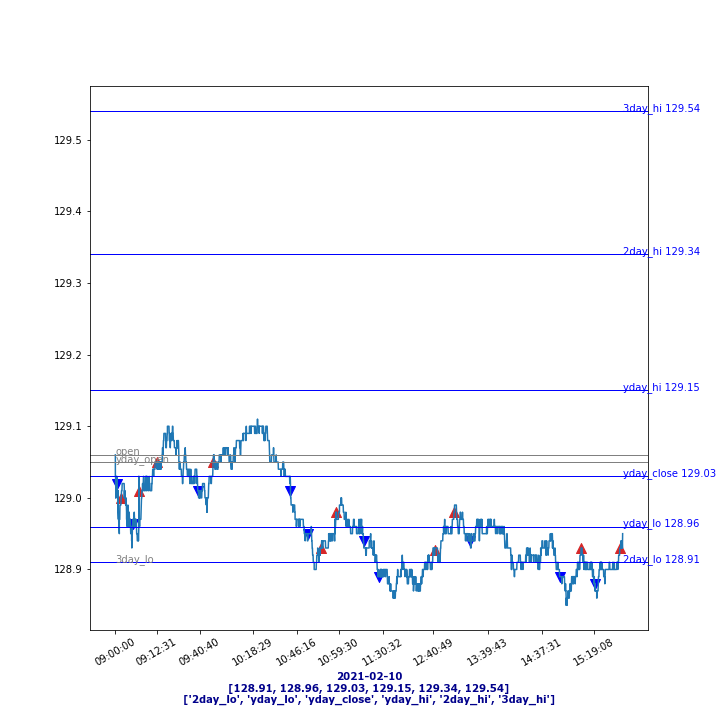 3day_hi 129.54
129.5
129.4
129.3
2day_hi 129.34
129.2
yday_hi 129.15
129.1
open
yday_open
yday_close 129.03
129.0
yday_lo 128.96
3day_lo
2day_lo 128.91
128.9
09:00:00 09:12:31 09:40:40 10:18:29 10:46:16 10:59:30 11:30:32 12:40:49 13:39:43 14:37:31 15:19:08
2021-02-10
[128.91, 128.96, 129.03, 129.15, 129.34, 129.54]
['2day_lo', 'yday_lo', 'yday_close', 'yday_hi', '2day_hi', '3day_hi']